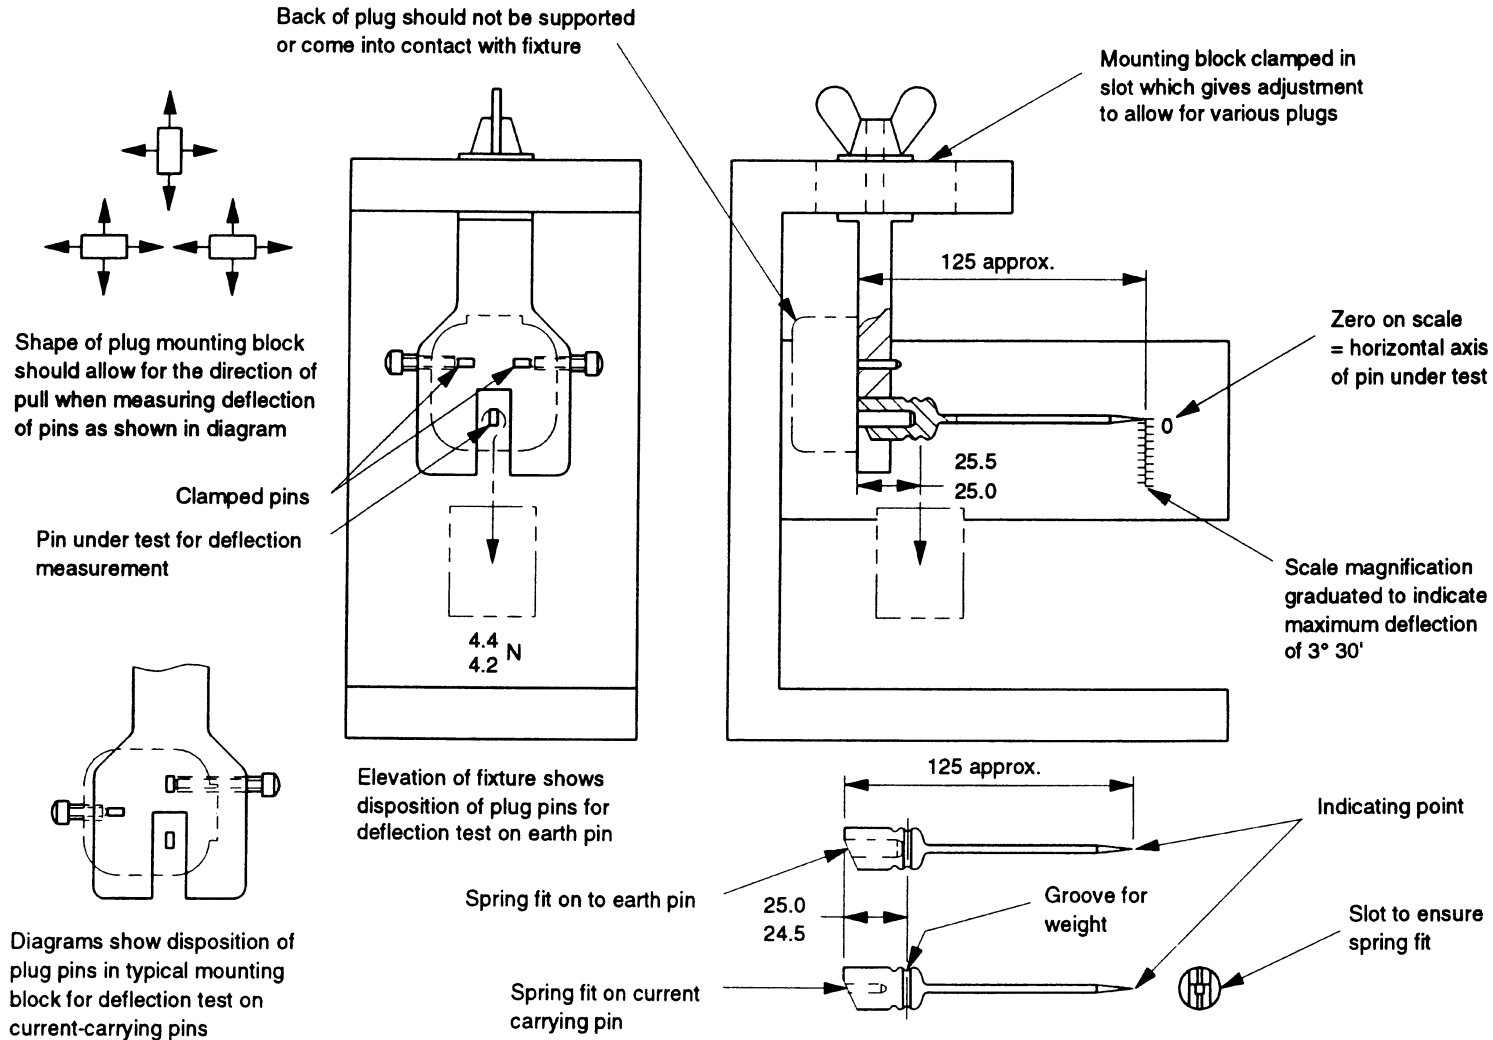 Back of plug should not be supported
or come into contact with fixture
Mounting block clamped in
slot which gives adjustment
to allow for various plugs
125 approx.
Shape of plug mounting block
should allow for the direction of
pull when measuring deflection
of pins as shown in diagram
Zero on scale
= horizontal axis
of pin under test
0
Clamped pins
25.5
25.0
Pin under test for deflection
measurement
Scale magnification
graduated to indicate
maximum deflection
of 3° 30'
4.4
4.2 N
Elevation of fixture shows
disposition of plug pins for
deflection test on earth pin
125 approx.
Indicating point
Spring fit on to earth pin
25.0
24.5
Groove for
weight
Slot to ensure
spring fit
Diagrams show disposition of
plug pins in typical mounting
block for deflection test on
current-carrying pins
Spring fit on current
carrying pin